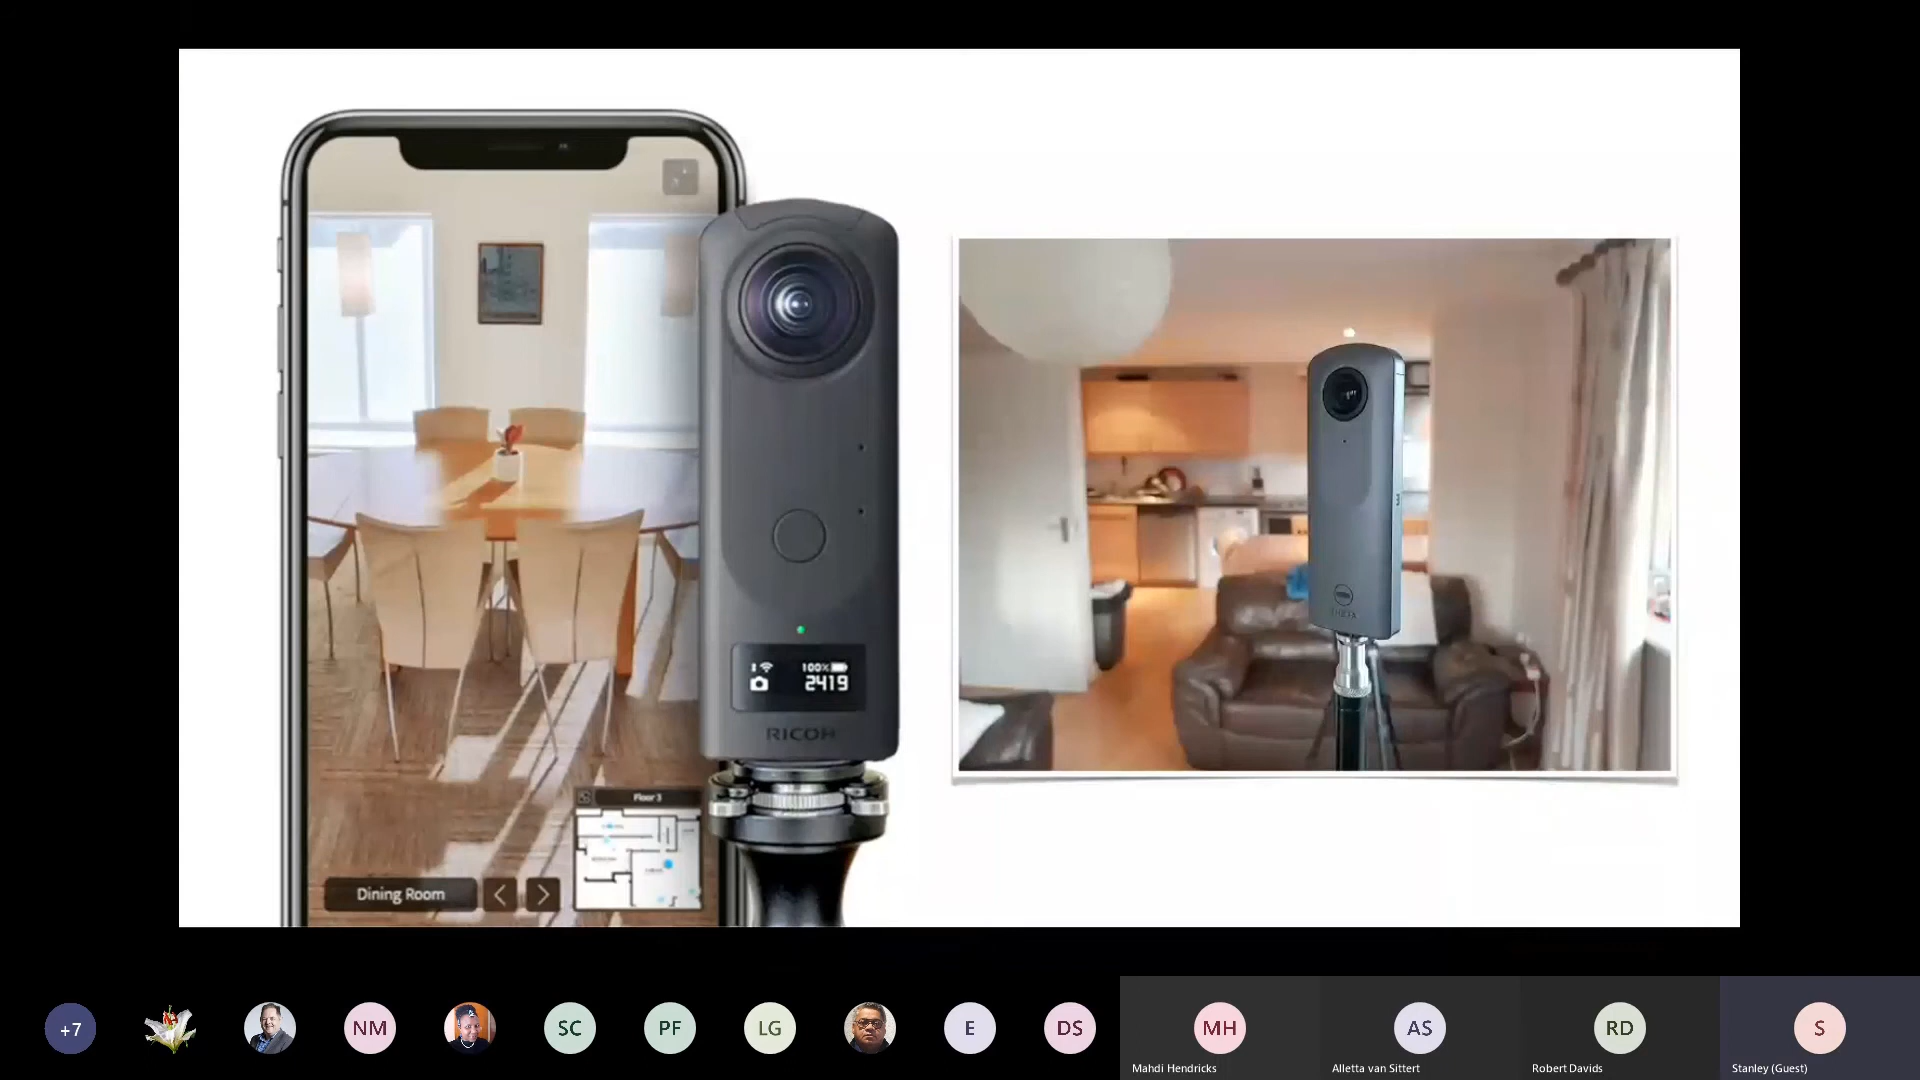 100%
2419
RICOH
THETA
Floor 3
Dining Room
+7
NM
SC
PF
LG
E
DS
MH
AS
RD
S
Mahdi Hendricks
Alletta van Sittert
Robert Davids
Stanley (Guest)